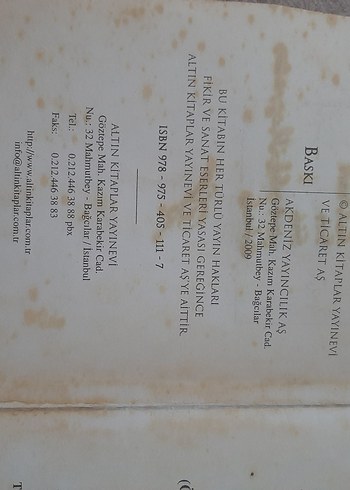 © ALTIN KİTAPLAR YAYINEVİ
VE TİCARET AŞ
BASKI
AKDENİZ YAYINCILIK AŞ
Göztepe Mah. Kazım Karabekir Cad.
Nu.: 32 Mahmutbey - Bağcılar
İstanbul / 2009
BU KİTABIN HER TÜRLÜ YAYIN HAKLARI
FİKİR VE SANAT ESERLERİ YASASI GEREĞİNCE
ALTIN KİTAPLAR YAYINEVİ VE TİCARET AŞ'YE AİTTİR.
ISBN 978 - 975 - 405 - 111 - 7
ALTIN KİTAPLAR YAYINEVİ
Göztepe Mah. Kazım Karabekir Cad.
Nu.: 32 Mahmutbey - Bağcılar / İstanbul
Tel.: 0.212.446 38 88 pbx
Faks: 0.212.446 38 83
http://www.altinkitaplar.com.tr
info@altinkitaplar.com.tr